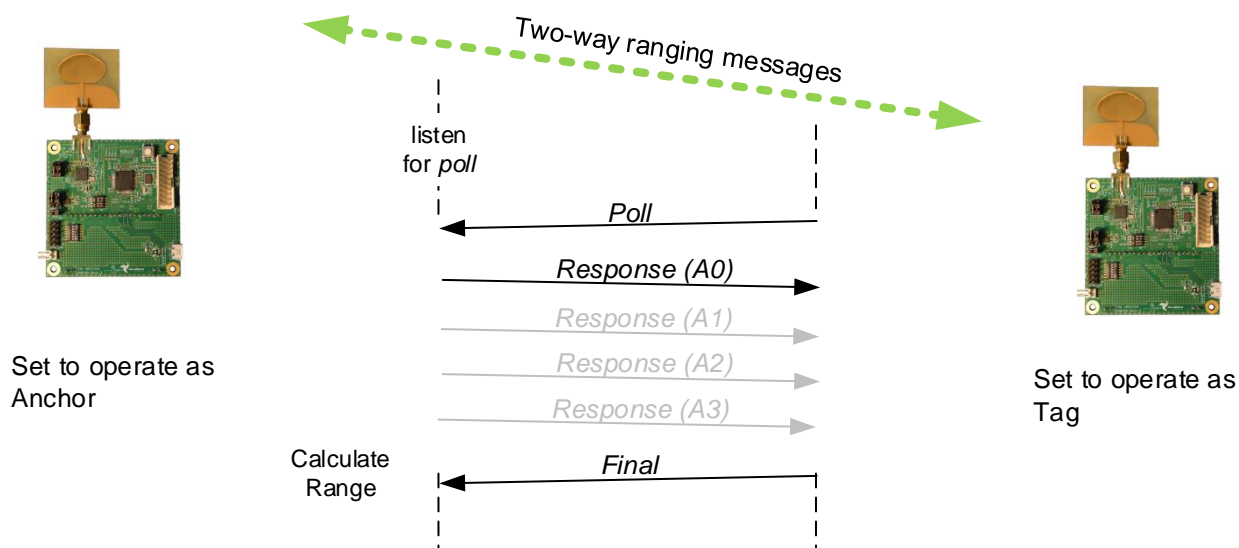 Two-way ranging messages
listen
for poll
Poll
Response (A0)
Response (A1)
Response (A2)
Response (A3)
Set to operate as
Anchor
Set to operate as
Tag
Calculate
Range
Final